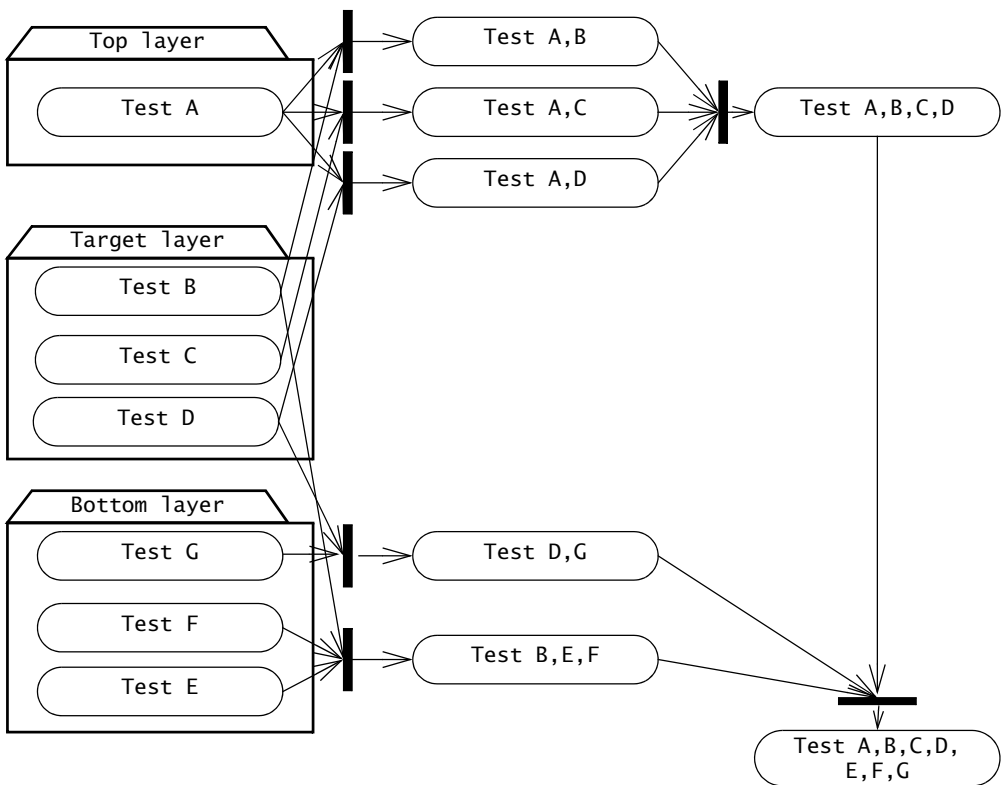 Top layer
Test A
Test A,B
Test A,C
Test A,D
Test A,B,C,D
Target layer
Test B
Test C
Test D
Bottom layer
Test G
Test F
Test E
Test D,G
Test B,E,F
Test A,B,C,D,
E,F,G